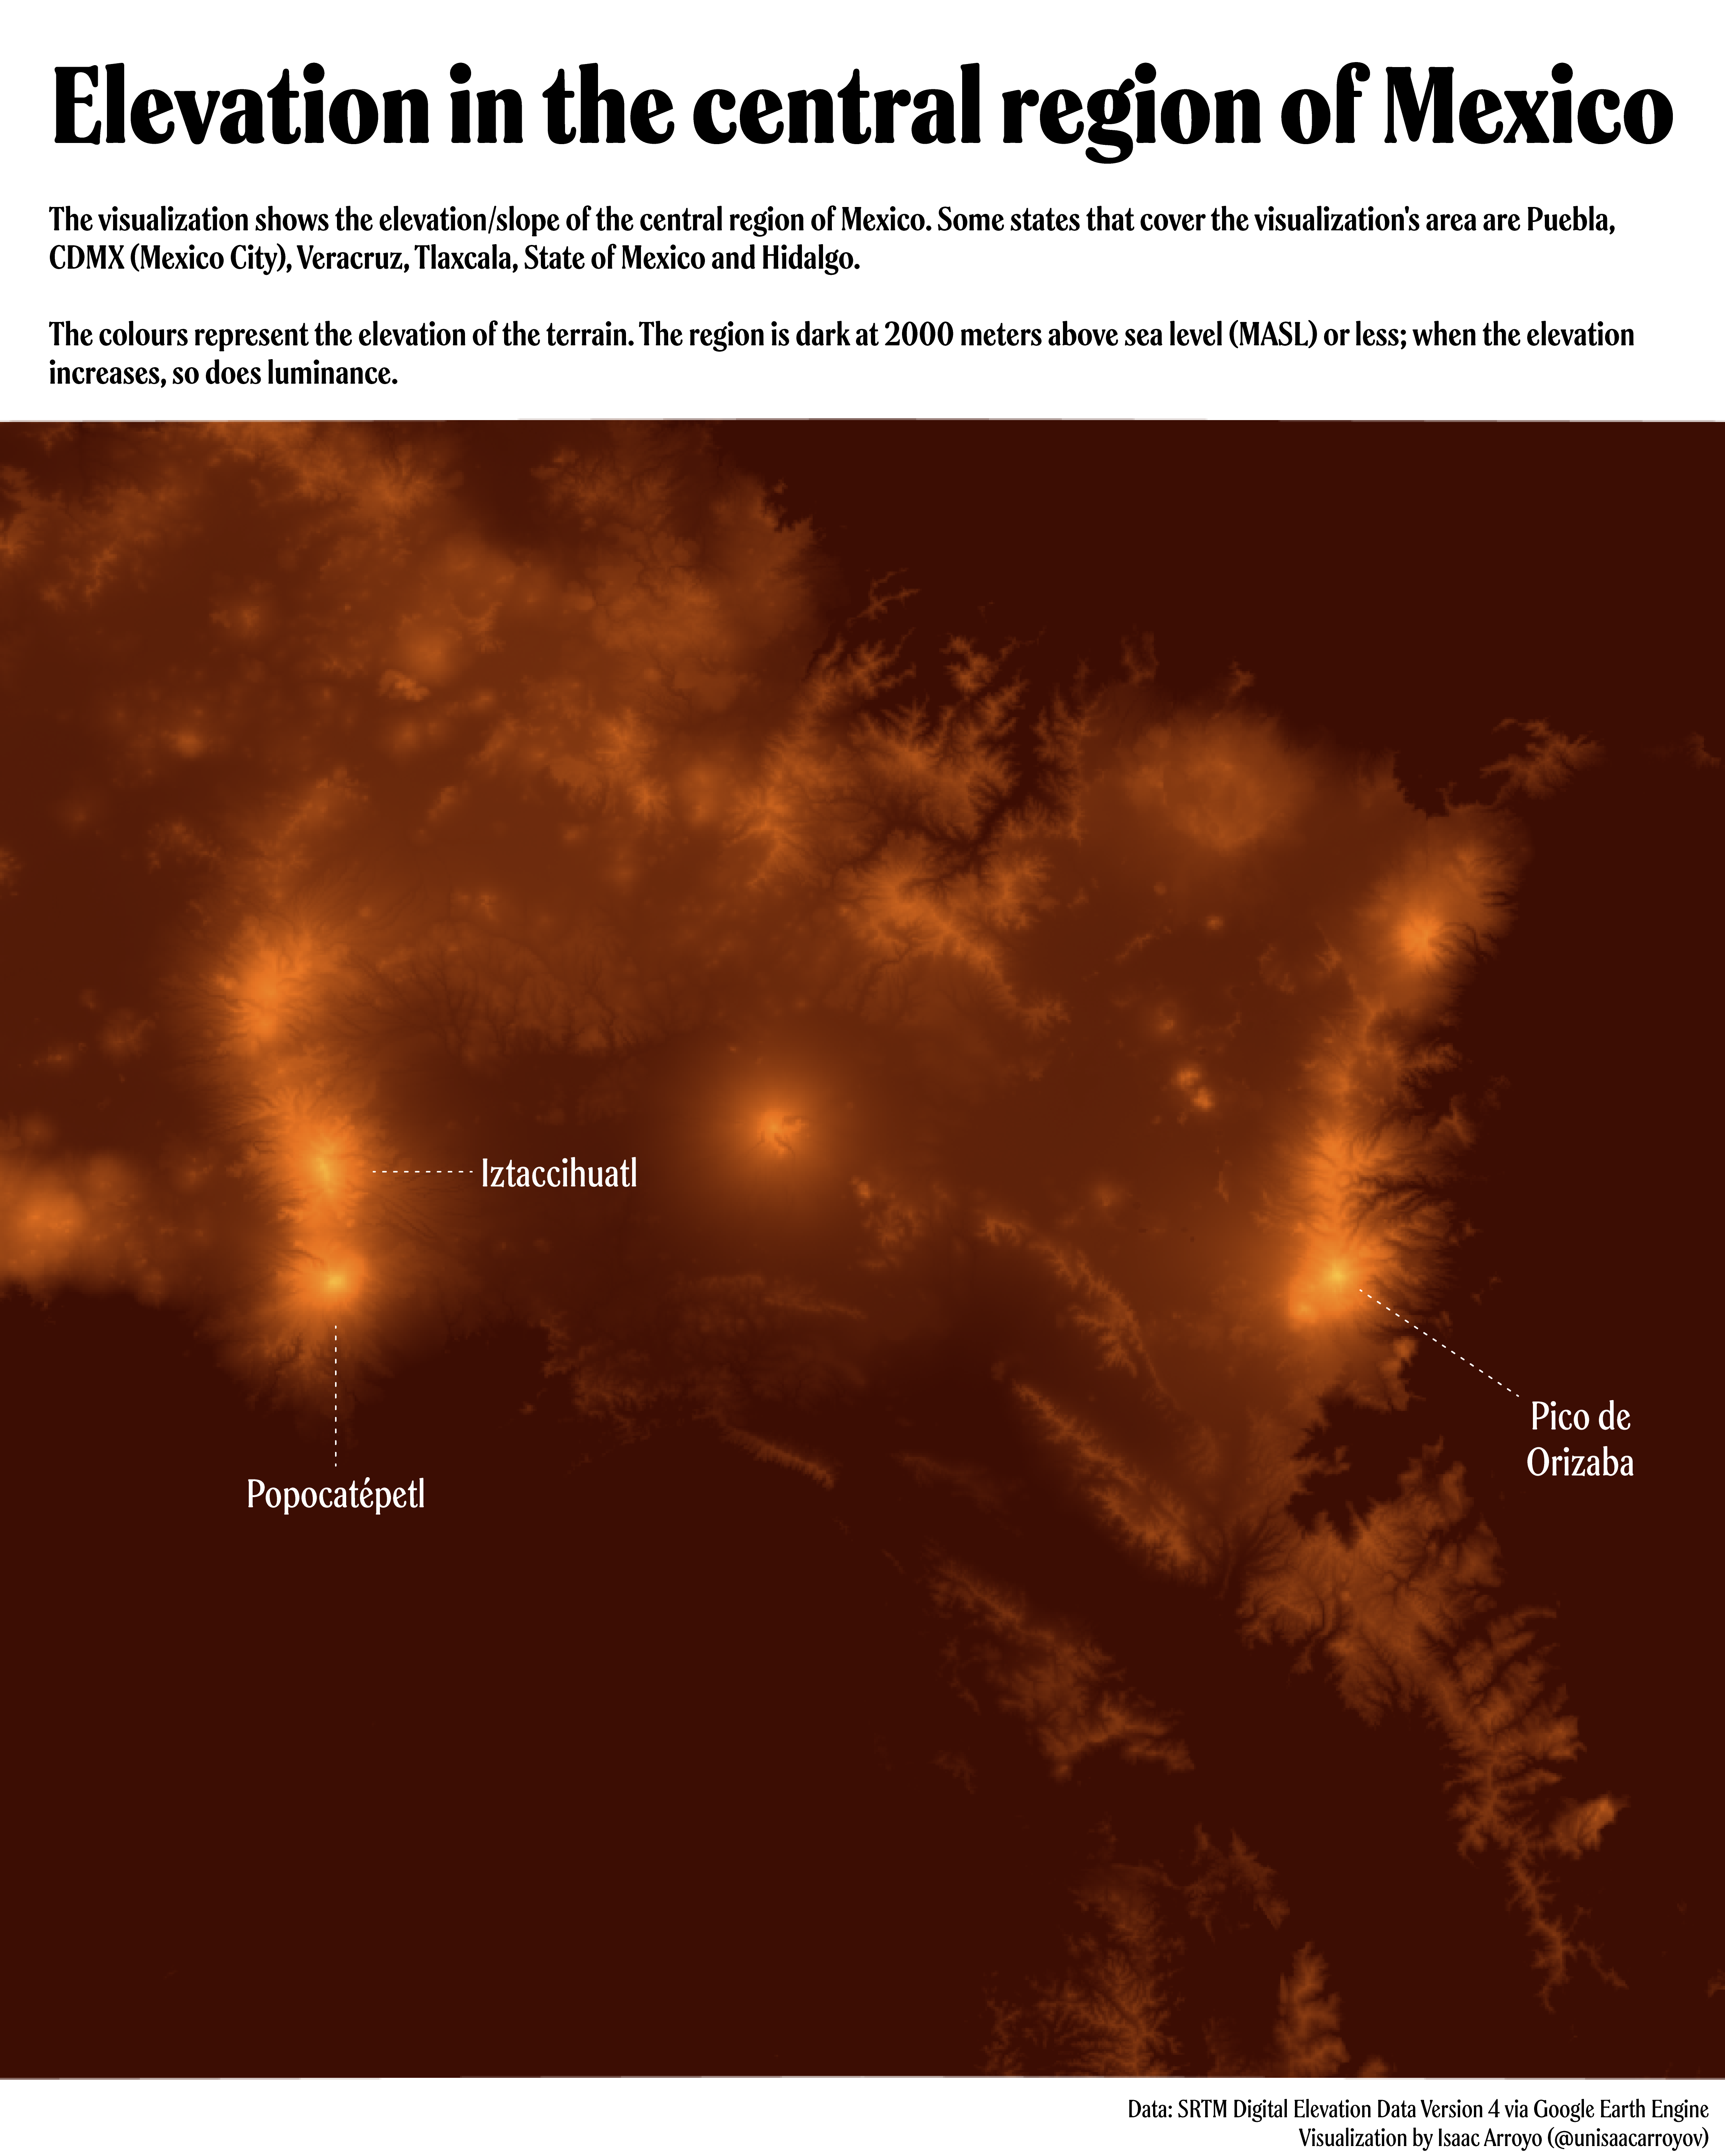 Elevation in the central region of Mexico
The visualization shows the elevation/slope of the central region of Mexico. Some states that cover the visualization's area are Puebla,
CDMX (Mexico City), Veracruz, Tlaxcala, State of Mexico and Hidalgo.
The colours represent the elevation of the terrain. The region is dark at 2000 meters above sea level (MASL) or less; when the elevation
increases, so does luminance.
Iztaccihuatl
Popocatépetl
Pico de
Orizaba
Data: SRTM Digital Elevation Data Version 4 via Google Earth Engine
Visualization by Isaac Arroyo (@unisaacarroyov)